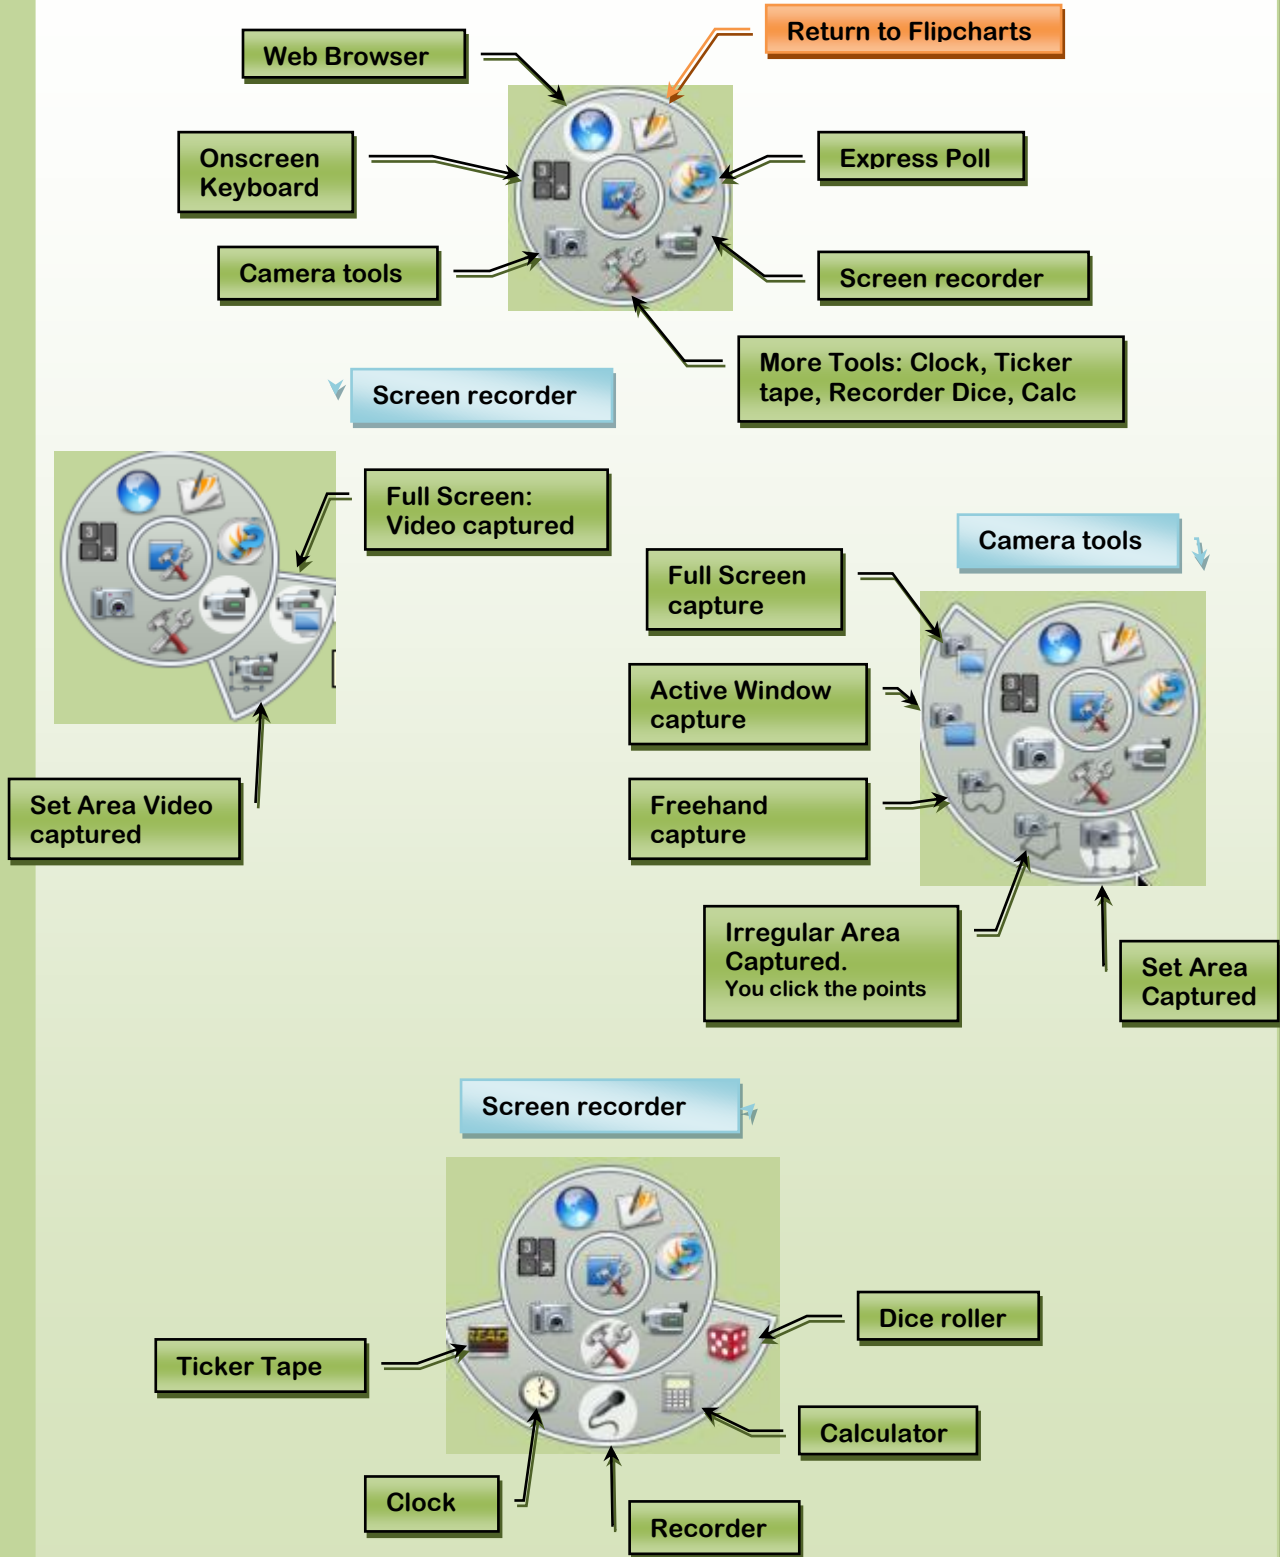 Return to Flipcharts
Web Browser
Onscreen
Keyboard
Express Poll
Camera tools
Screen recorder
More Tools: Clock, Ticker
tape, Recorder Dice, Calc
Screen recorder
Full Screen:
Video captured
Camera tools
Full Screen
capture
Active Window
capture
Set Area Video
captured
Freehand
capture
Irregular Area
Captured.
You click the points
Set Area
Captured
Screen recorder
Dice roller
READ
Ticker Tape
Calculator
Clock
Recorder